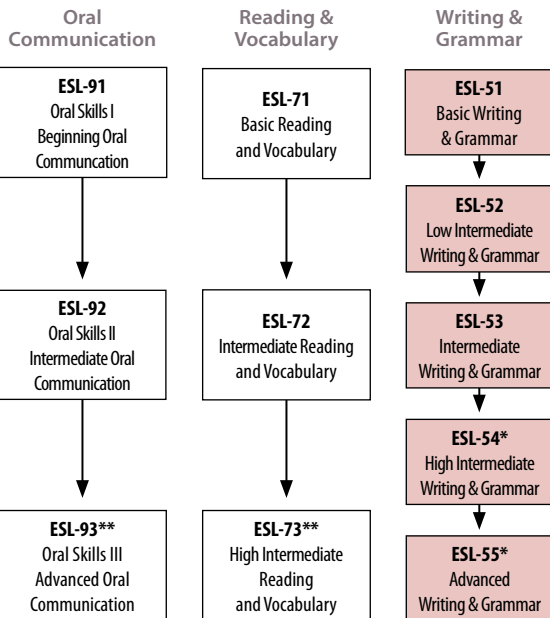 Oral
Communication
ESL-91
Oral Skills I
Beginning Oral
Communcation
ESL-92
Oral Skills II
Intermediate Oral
Communication
ESL-93**
Oral Skills III
Advanced Oral
Communication
Reading &
Vocabulary
ESL-71
Basic Reading
and Vocabulary
ESL-72
Intermediate Reading
and Vocabulary
ESL-73**
High Intermediate
Reading
and Vocabulary
Writing &
Grammar
ESL-51
Basic Writing
& Grammar
ESL-52
Low Intermediate
Writing & Grammar
ESL-53
Intermediate
Writing & Grammar
ESL-54*
High Intermediate
Writing & Grammar
ESL-55*
Advanced
Writing & Grammar